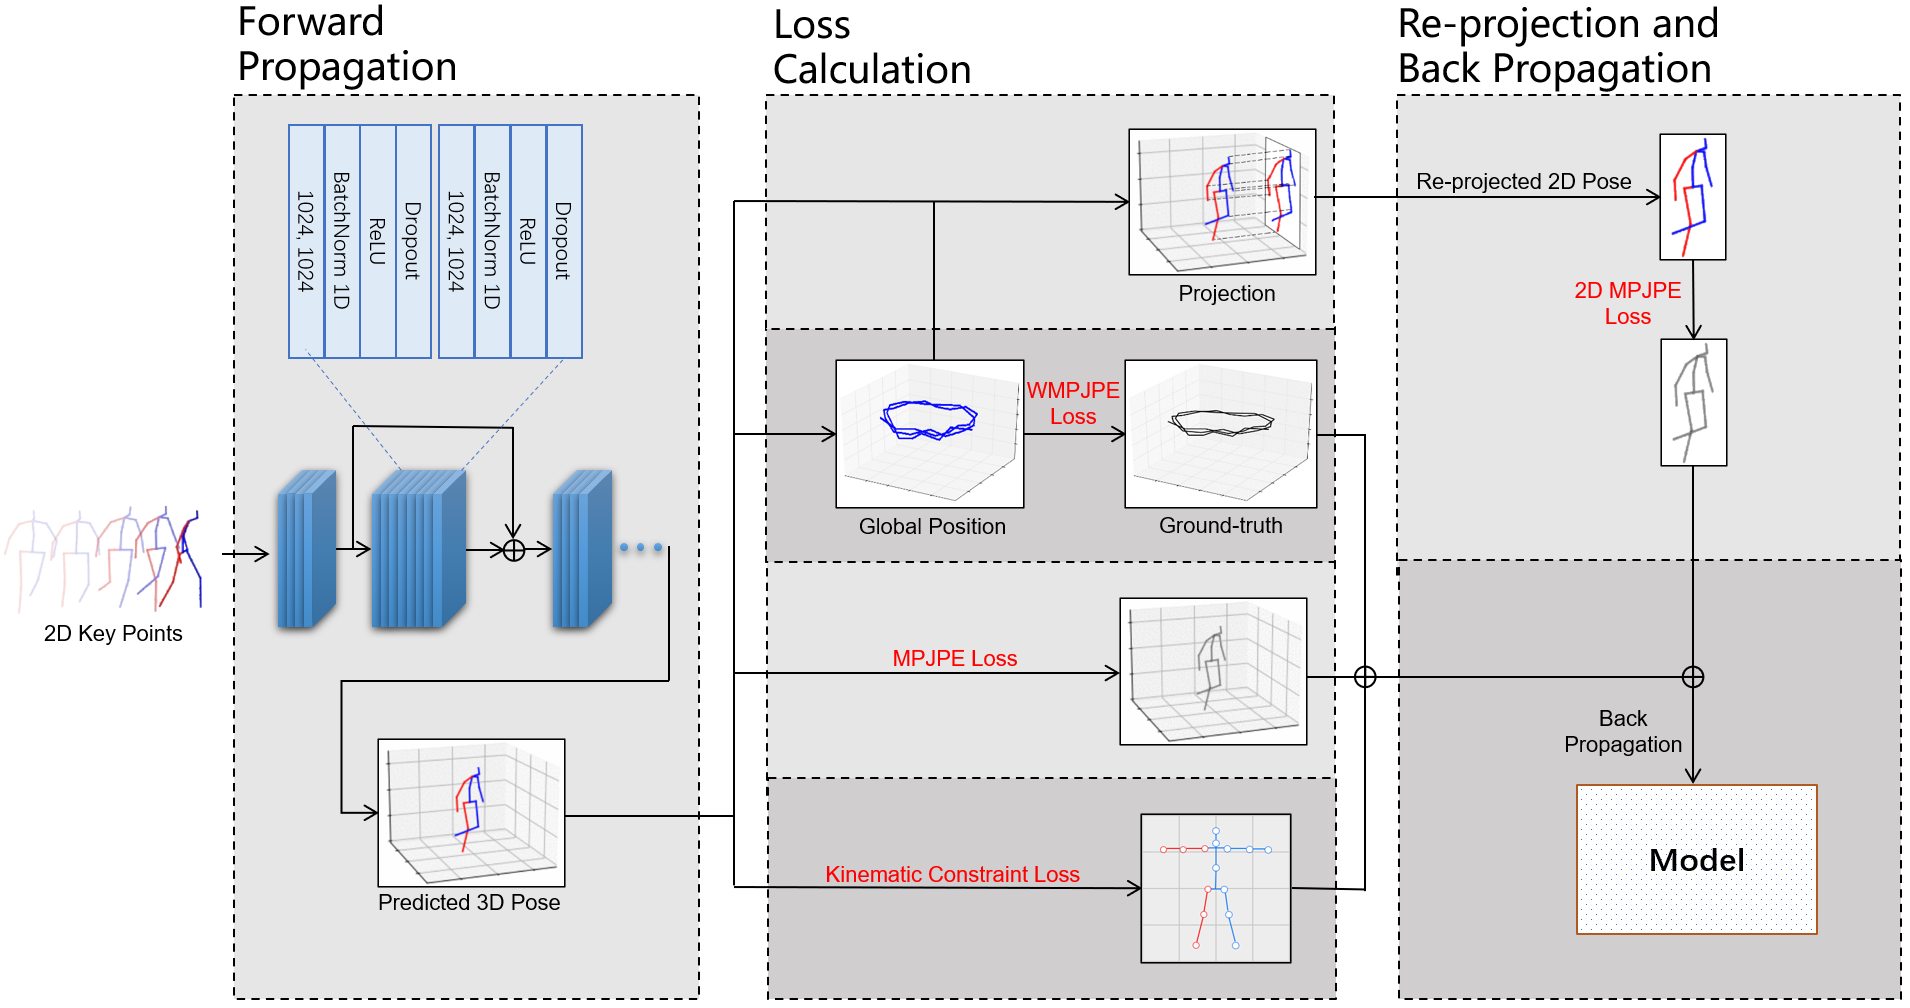 Forward
Propagation
Loss
Calculation
Re-projection and
Back Propagation
1024, 1024
BatchNorm 1D
ReLU
Dropout
1024, 1024
BatchNorm 1D
ReLU
Dropout
2D Key Points
Predicted 3D Pose
Projection
Global Position
WMPJPE
Loss
Ground-truth
MPJPE Loss
Kinematic Constraint Loss
Re-projected 2D Pose
2D MPJPE
Loss
Back
Propagation
Model